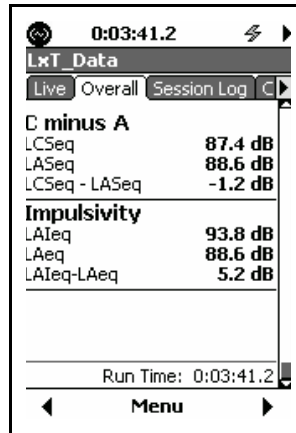 0:03:41.2
LxT_Data
Live Overall Session Log C
C minus A
LCSeq 87.4 dB
LASeq 88.6 dB
LCSeq - LASeq -1.2 dB
Impulsivity
LAIeq 93.8 dB
LAeq 88.6 dB
LAIeq-LAeq 5.2 dB
Run Time: 0:03:41.2
Menu